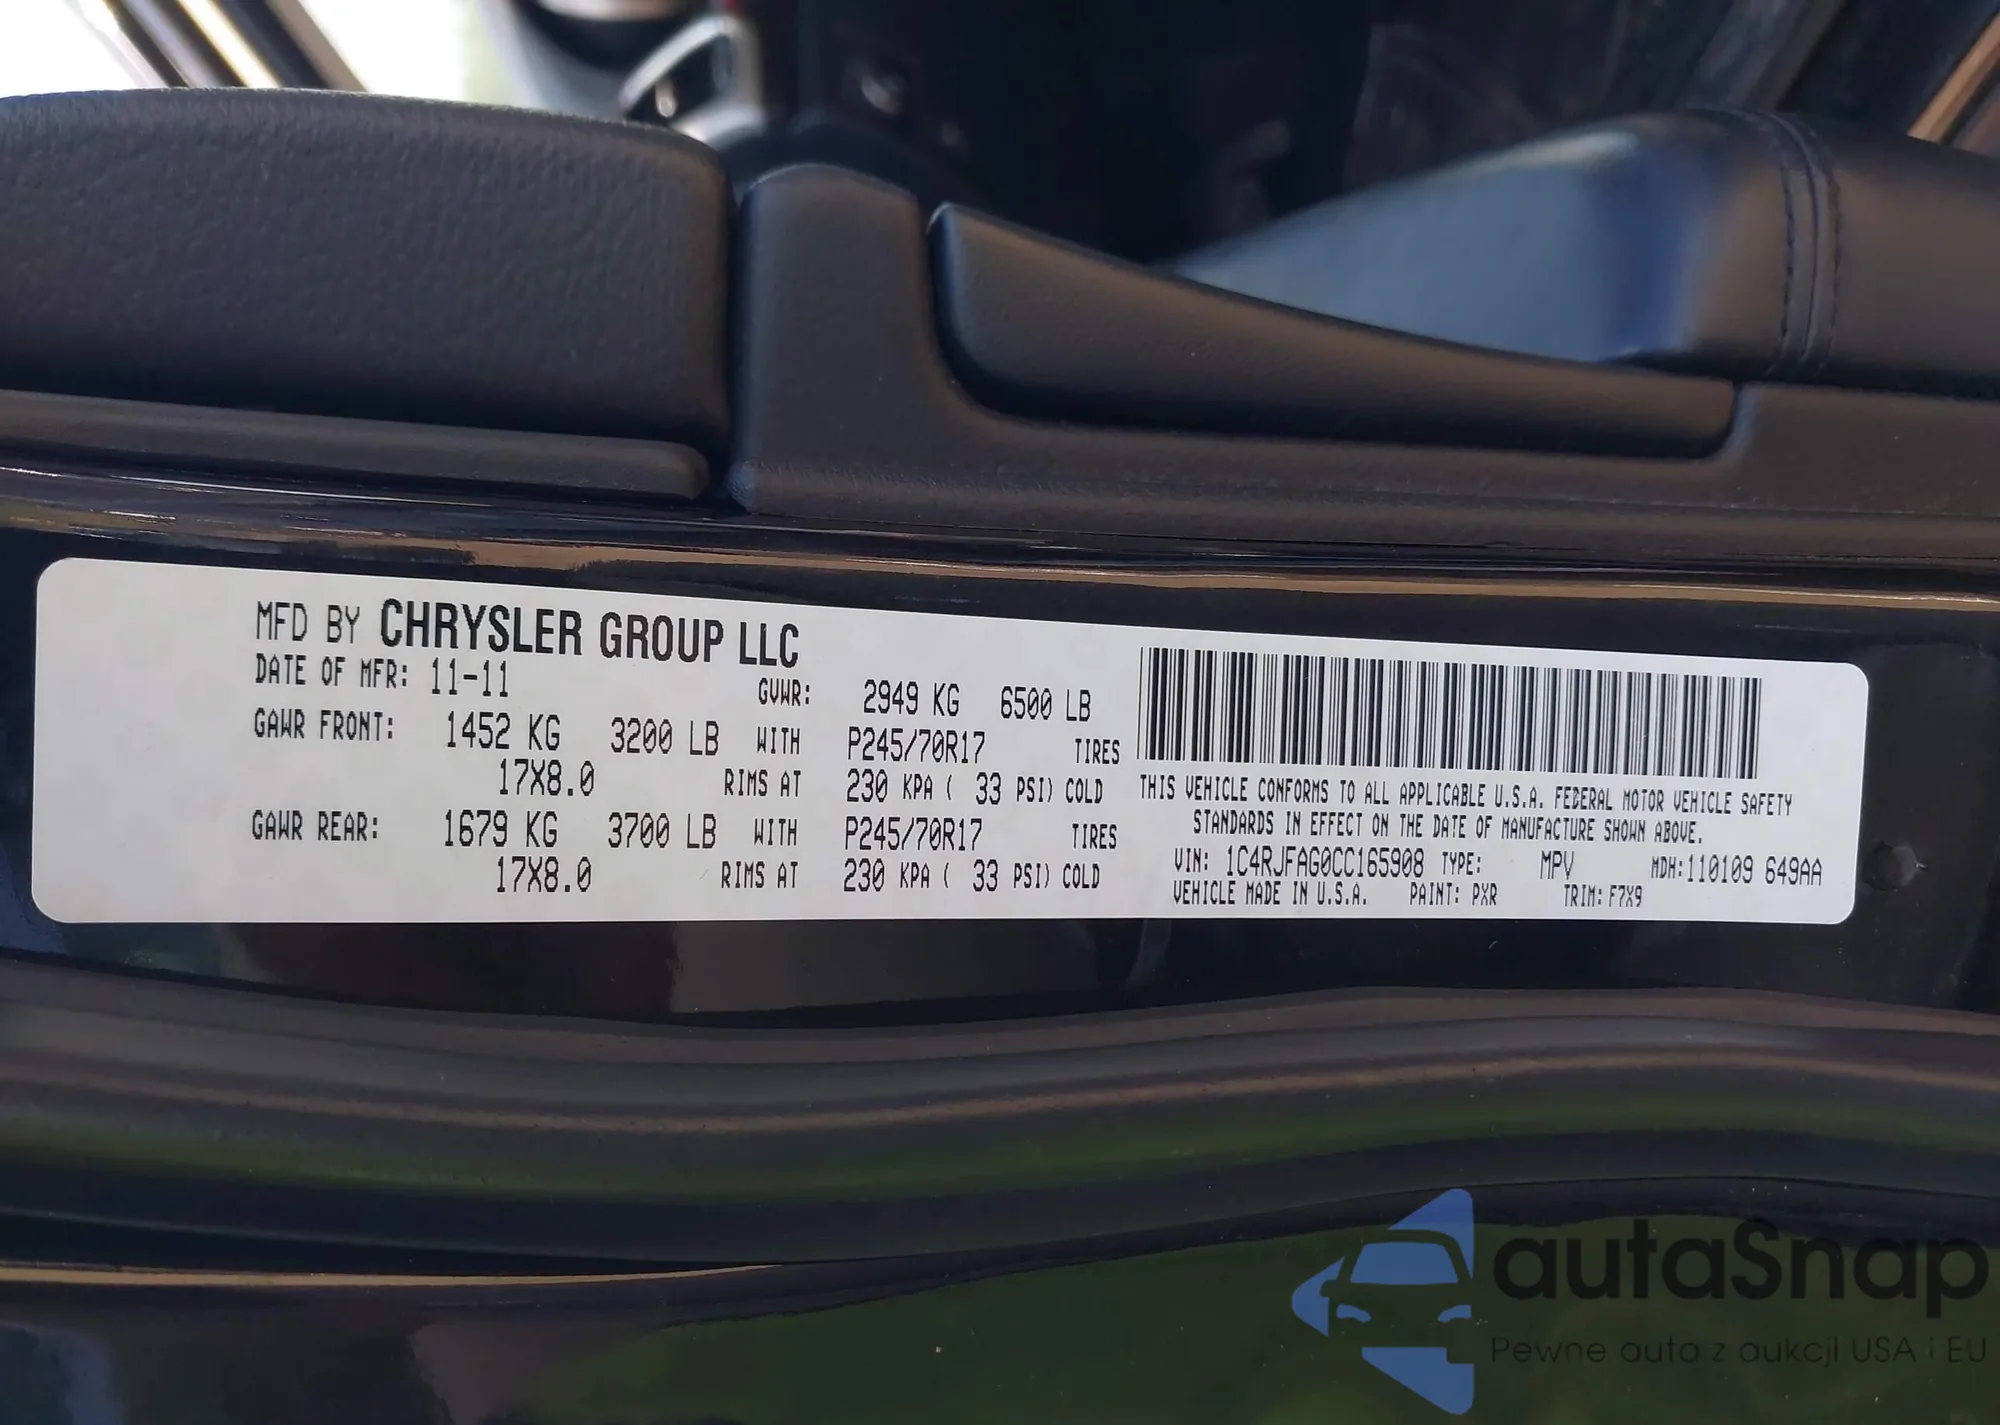 MFD BY CHRYSLER GROUP LLC
DATE OF MFR: 11-11 GVWR: 2949 KG 6500 LB
GAWR FRONT: 1452 KG 3200 LB WITH P245/70R17 TIRES
17X8.0 RIMS AT 230 KPA ( 33 PSI) COLD
GAWR REAR: 1679 KG 3700 LB WITH P245/70R17 TIRES
17X8.0 RIMS AT 230 KPA ( 33 PSI) COLD
THIS VEHICLE CONFORMS TO ALL APPLICABLE U.S.A. FEDERAL MOTOR VEHICLE SAFETY
STANDARDS IN EFFECT ON THE DATE OF MANUFACTURE SHOWN ABOVE.
VIN: 1C4RJFAG0CC165908 TYPE: MPV MDH:110109 649AA
VEHICLE MADE IN U.S.A. PAINT: PXR TRIM: F7X9
autaSnap
Pewne auta z aukcji USA i EU